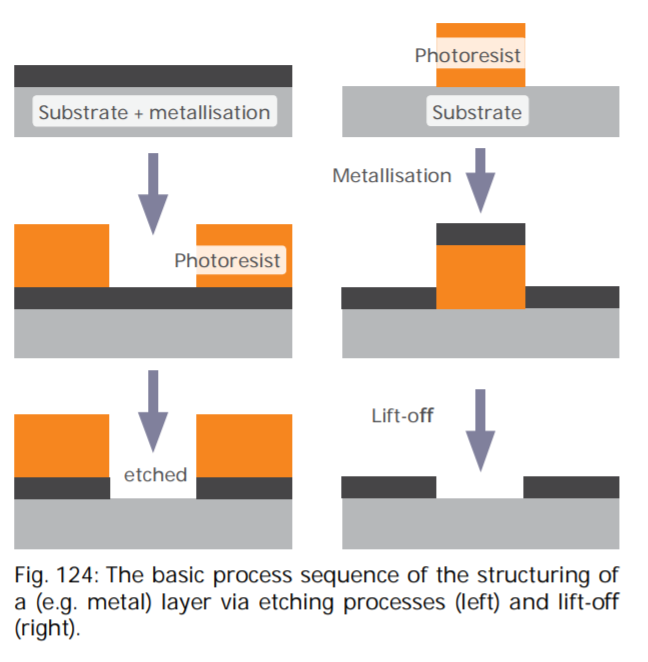 Photoresist
Substrate + metallisation
Substrate
Metallisation
Photoresist
Lift-off
etched
Fig. 124: The basic process sequence of the structuring of
a (e.g. metal) layer via etching processes (left) and lift-off
(right).